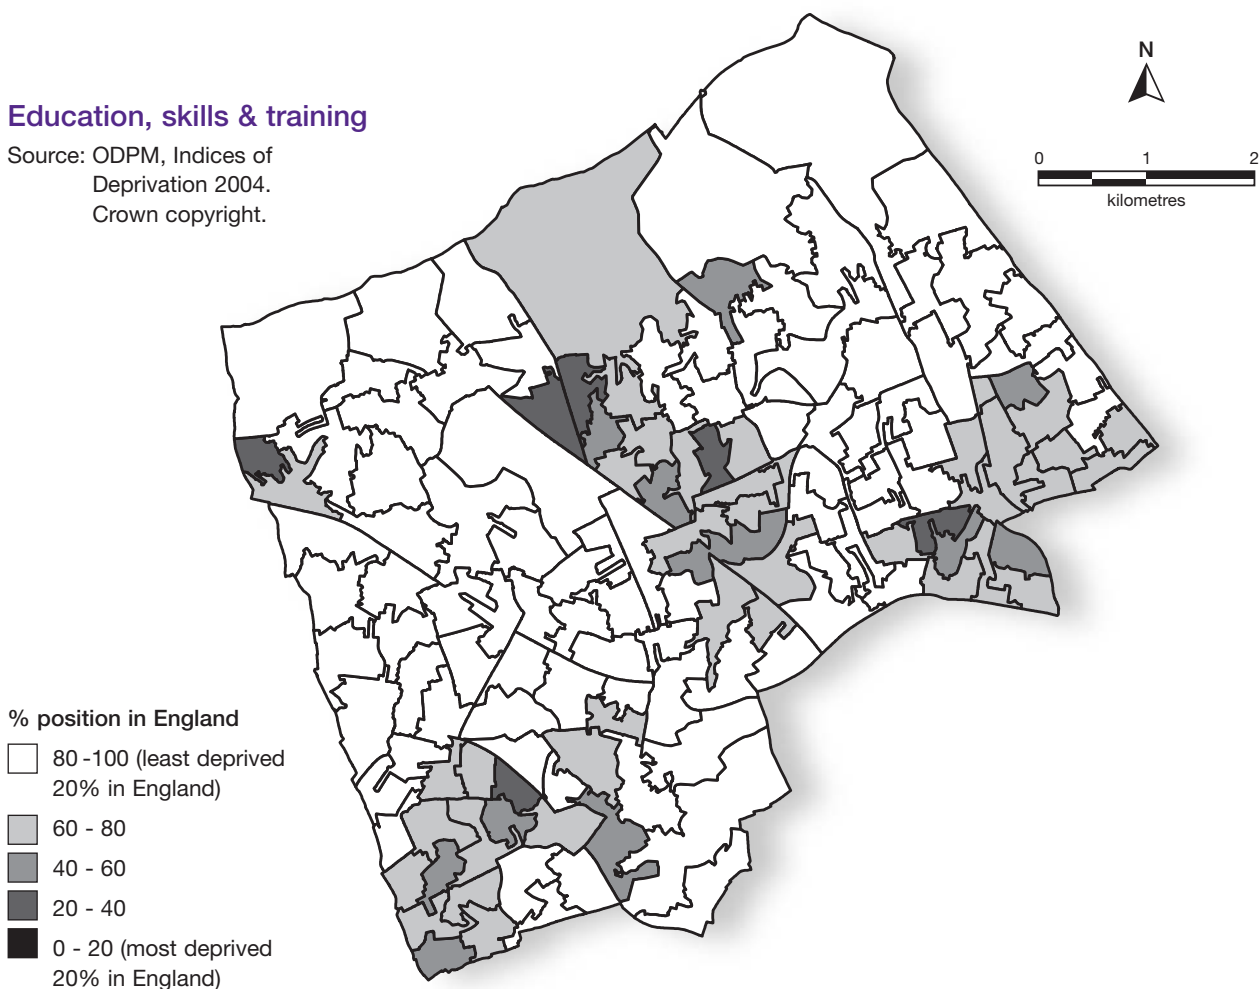 Education, skills & training
Source: ODPM, Indices of
Deprivation 2004.
Crown copyright.
N
0 1 2
kilometres
% position in England
80 -100 (least deprived
20% in England)
60 - 80
40 - 60
20 - 40
0 - 20 (most deprived
20% in England)